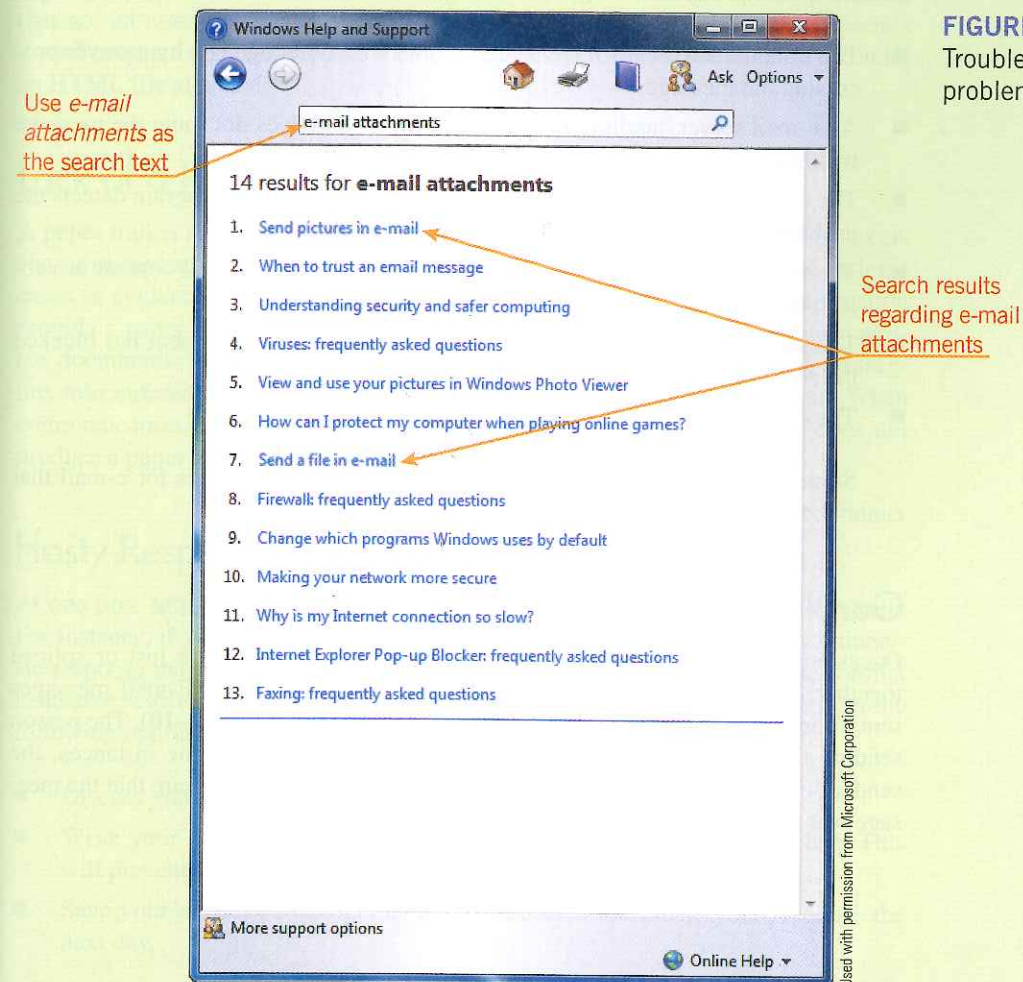 Windows Help and Support
FIGURE
Trouble
problem
Ask Options
Use e-mail
attachments as
the search text
e-mail attachments
14 results for e-mail attachments
1. Send pictures in e-mail
2. When to trust an email message
3. Understanding security and safer computing
4. Viruses: frequently asked questions
5. View and use your pictures in Windows Photo Viewer
6. How can I protect my computer when playing online games?
7. Send a file in e-mail
8. Firewall: frequently asked questions
9. Change which programs Windows uses by default
10. Making your network more secure
11. Why is my Internet connection so slow?
12. Internet Explorer Pop-up Blocker: frequently asked questions
13. Faxing: frequently asked questions
Search results
regarding e-mail
attachments
More support options
Online Help
Used with permission from Microsoft Corporation